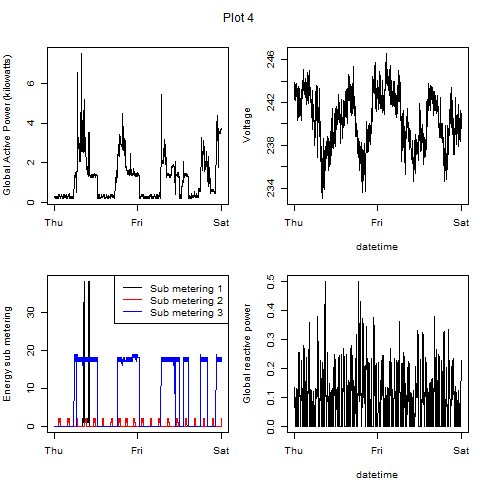 Plot 4
Global Active Power (kilowatts)
0 2 4 6
Thu Fri Sat
Voltage
234 238 242 246
Thu Fri Sat
datetime
Energy sub metering
0 10 20 30
Sub metering 1
Sub metering 2
Sub metering 3
Thu Fri Sat
Global reactive power
0.0 0.1 0.2 0.3 0.4 0.5
Thu Fri Sat
datetime